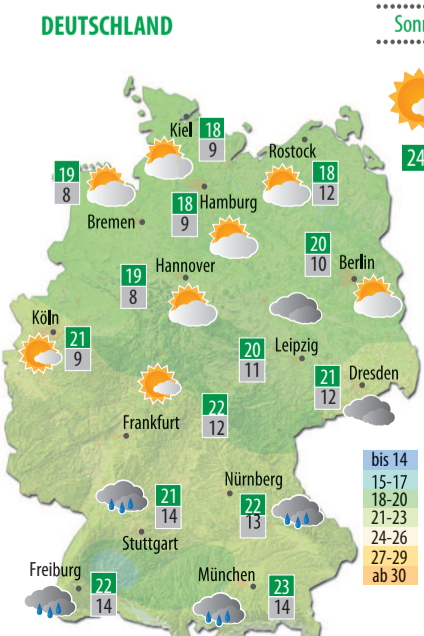 DEUTSCHLAND
Sonn
Kiel
18
9
Rostock
18
12
24
19
8
Bremen
18
9
Hamburg
20
10
Berlin
Hannover
19
8
Köln
21
9
20
11
Leipzig
21
12
Dresden
22
12
Frankfurt
bis 14
15-17
18-20
21-23
24-26
27-29
ab 30
Nürnberg
22
13
21
14
Stuttgart
Freiburg
22
14
München
23
14